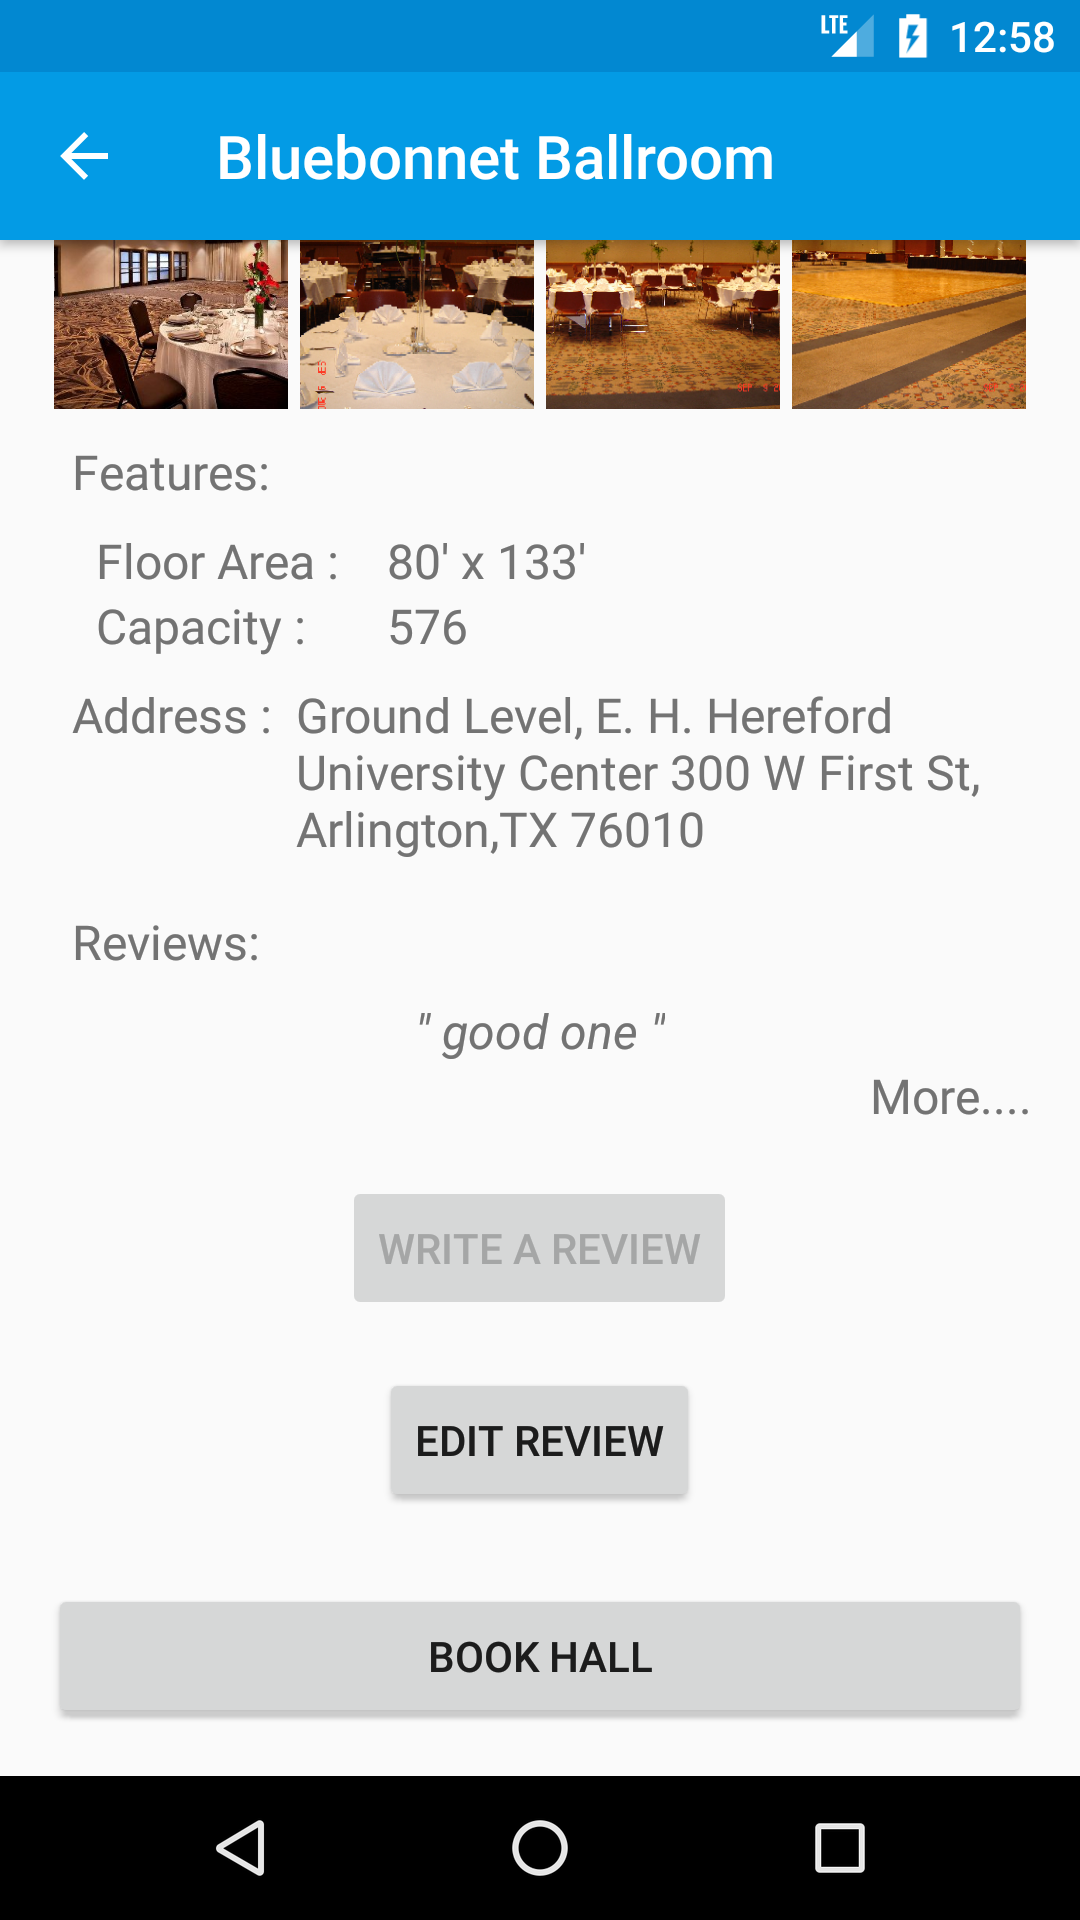 LTE 12:58
Bluebonnet Ballroom
Features:
Floor Area : 80' x 133'
Capacity : 576
Address : Ground Level, E. H. Hereford
University Center 300 W First St,
Arlington,TX 76010
Reviews:
" good one "
More....
WRITE A REVIEW
EDIT REVIEW
BOOK HALL